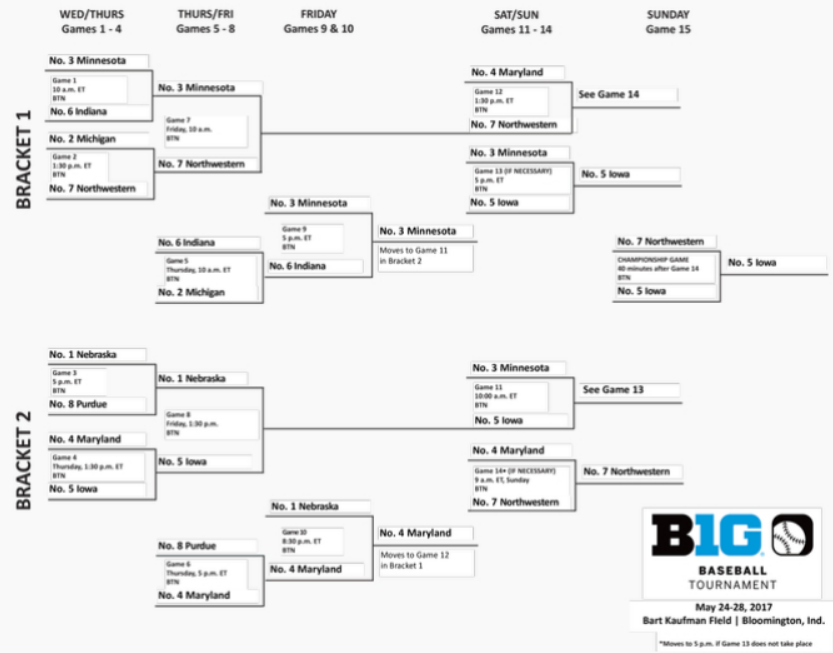 WED/THURS
Games 1 - 4
THURS/FRI
Games 5 - 8
FRIDAY
Games 9 & 10
SAT/SUN
Games 11 - 14
SUNDAY
Game 15
BRACKET 1
No. 3 Minnesota
Game 1
10 a.m. ET
BTN
No. 6 Indiana
No. 2 Michigan
Game 2
1:30 p.m. ET
BTN
No. 7 Northwestern
No. 3 Minnesota
Game 7
Friday, 10 a.m.
BTN
No. 7 Northwestern
No. 6 Indiana
Game 5
Thursday, 10 a.m. ET
BTN
No. 2 Michigan
No. 3 Minnesota
Game 9
5 p.m. ET
BTN
No. 6 Indiana
No. 3 Minnesota
Moves to Game 11
in Bracket 2
No. 4 Maryland
Game 12
1:30 p.m. ET
BTN
No. 7 Northwestern
See Game 14
No. 3 Minnesota
Game 13 (IF NECESSARY)
5 p.m. ET
BTN
No. 5 Iowa
No. 5 Iowa
No. 7 Northwestern
CHAMPIONSHIP GAME
40 minutes after Game 14
BTN
No. 5 Iowa
No. 5 Iowa
BRACKET 2
No. 1 Nebraska
Game 3
5 p.m. ET
BTN
No. 8 Purdue
No. 4 Maryland
Game 4
Thursday, 1:30 p.m. ET
BTN
No. 5 Iowa
No. 1 Nebraska
Game 8
Friday, 1:30 p.m.
BTN
No. 5 Iowa
No. 8 Purdue
Game 6
Thursday, 5 p.m. ET
BTN
No. 4 Maryland
No. 1 Nebraska
Game 10
8:30 p.m. ET
BTN
No. 4 Maryland
No. 4 Maryland
Moves to Game 12
in Bracket 1
No. 3 Minnesota
Game 11
10:00 a.m. ET
BTN
No. 5 Iowa
See Game 13
No. 4 Maryland
Game 14* (IF NECESSARY)
9 a.m. ET, Sunday
BTN
No. 7 Northwestern
No. 7 Northwestern
B1G
BASEBALL
TOURNAMENT
May 24-28, 2017
Bart Kaufman Field | Bloomington, Ind.
*Moves to 5 p.m. if Game 13 does not take place